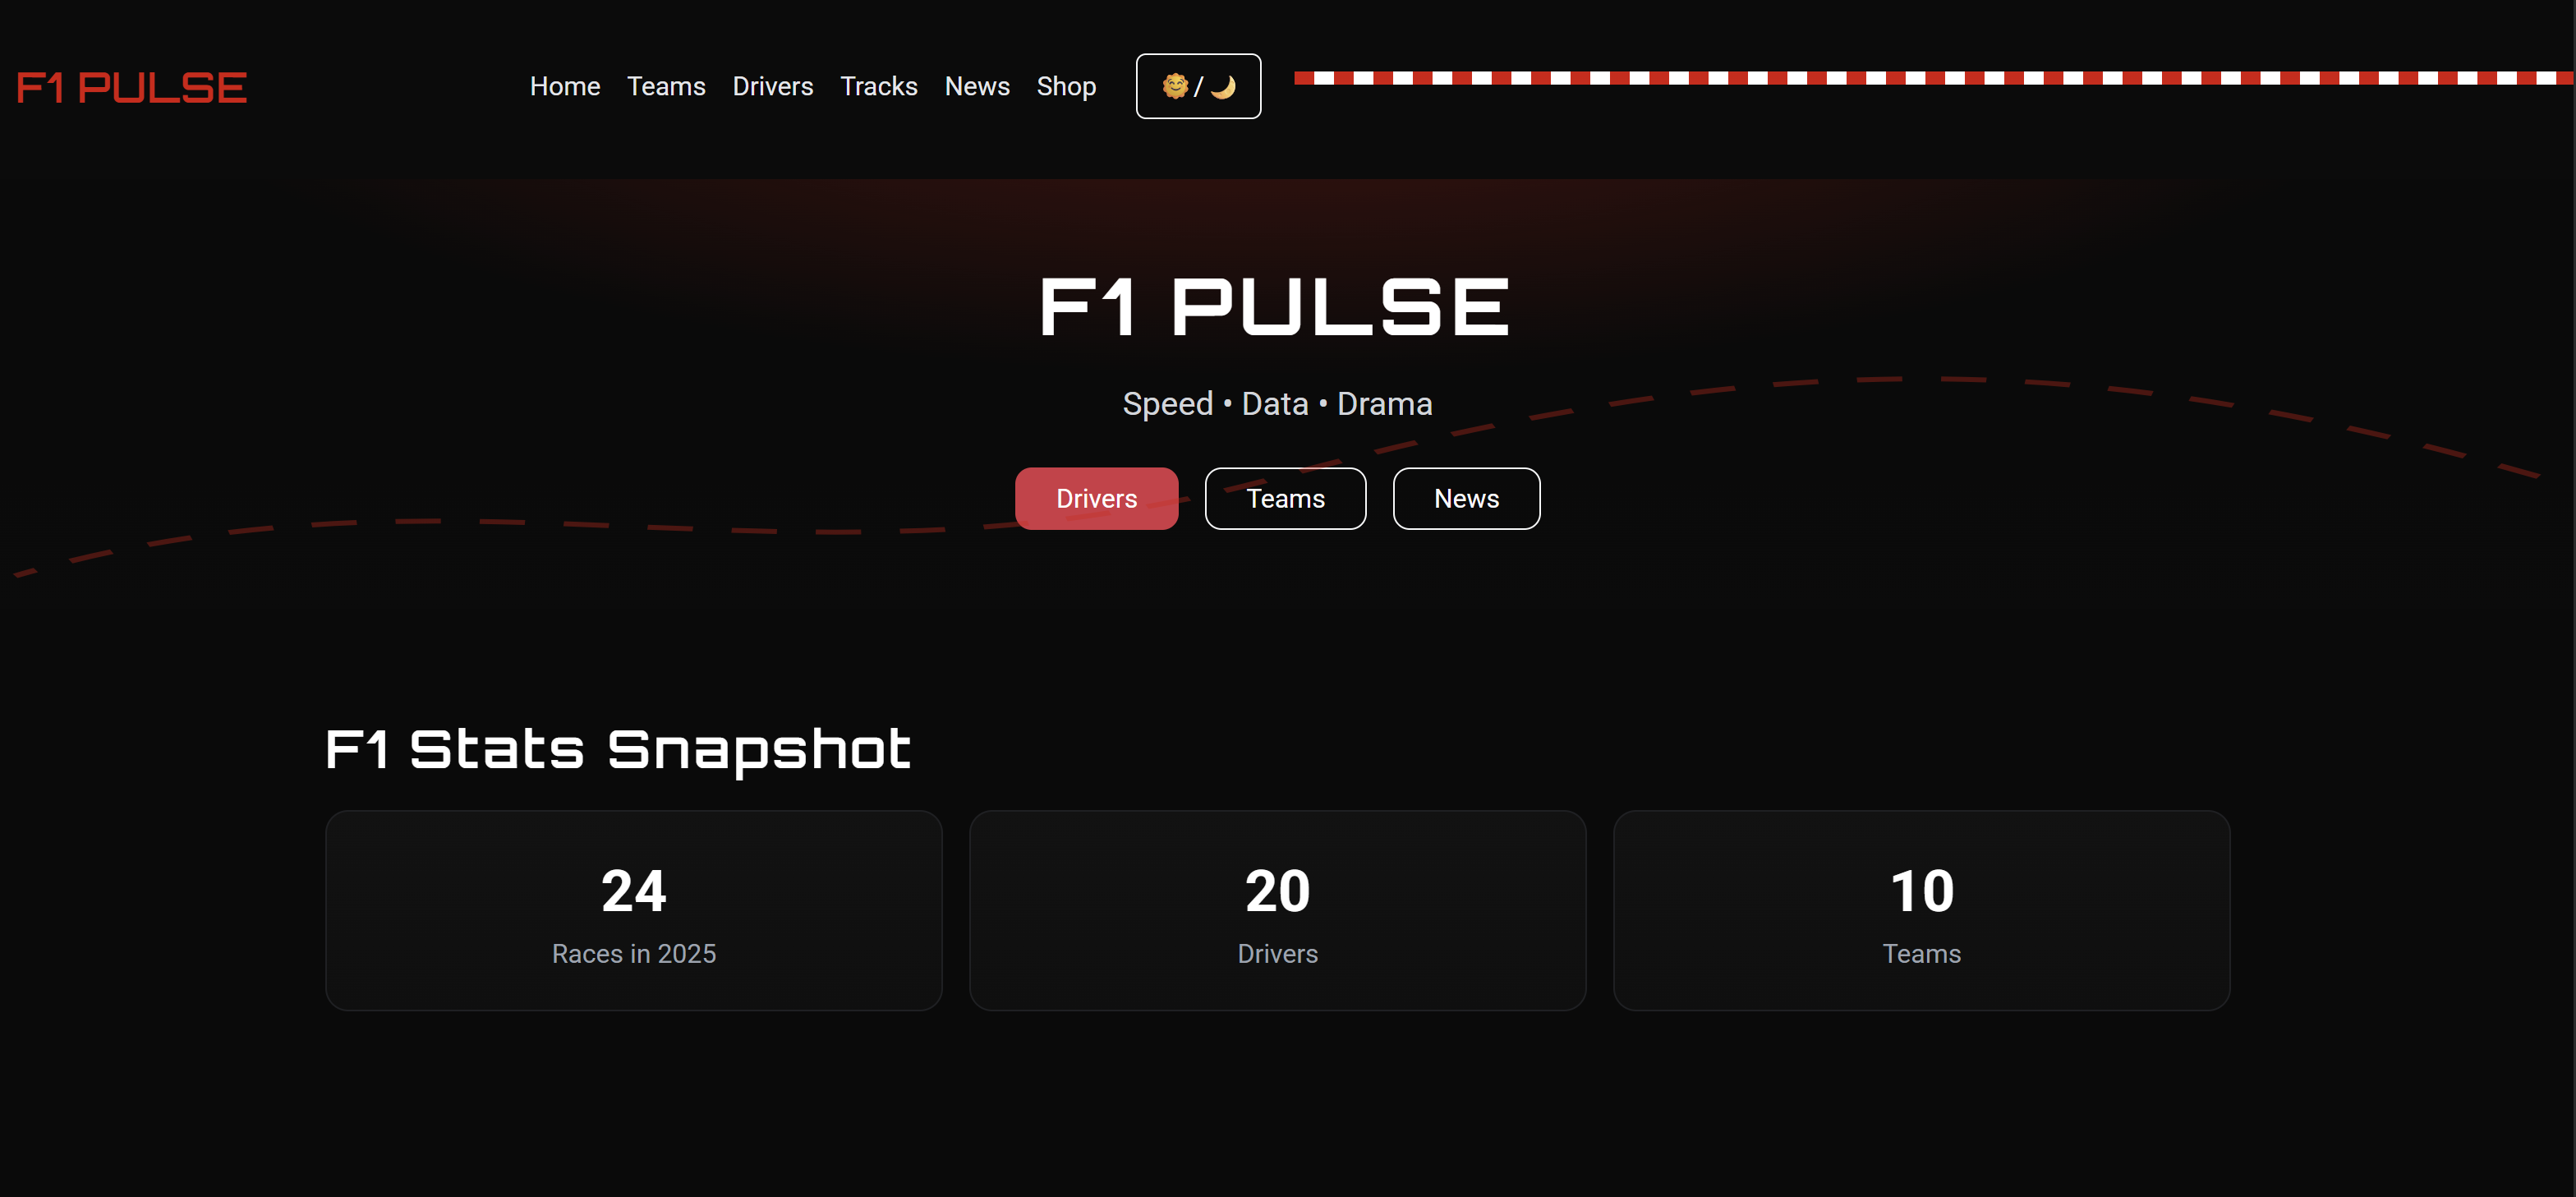 F1 PULSE
Home Teams Drivers Tracks News Shop 🌞/🌙
F1 PULSE
Speed • Data • Drama
Drivers Teams News
F1 Stats Snapshot
24 20 10
Races in 2025 Drivers Teams